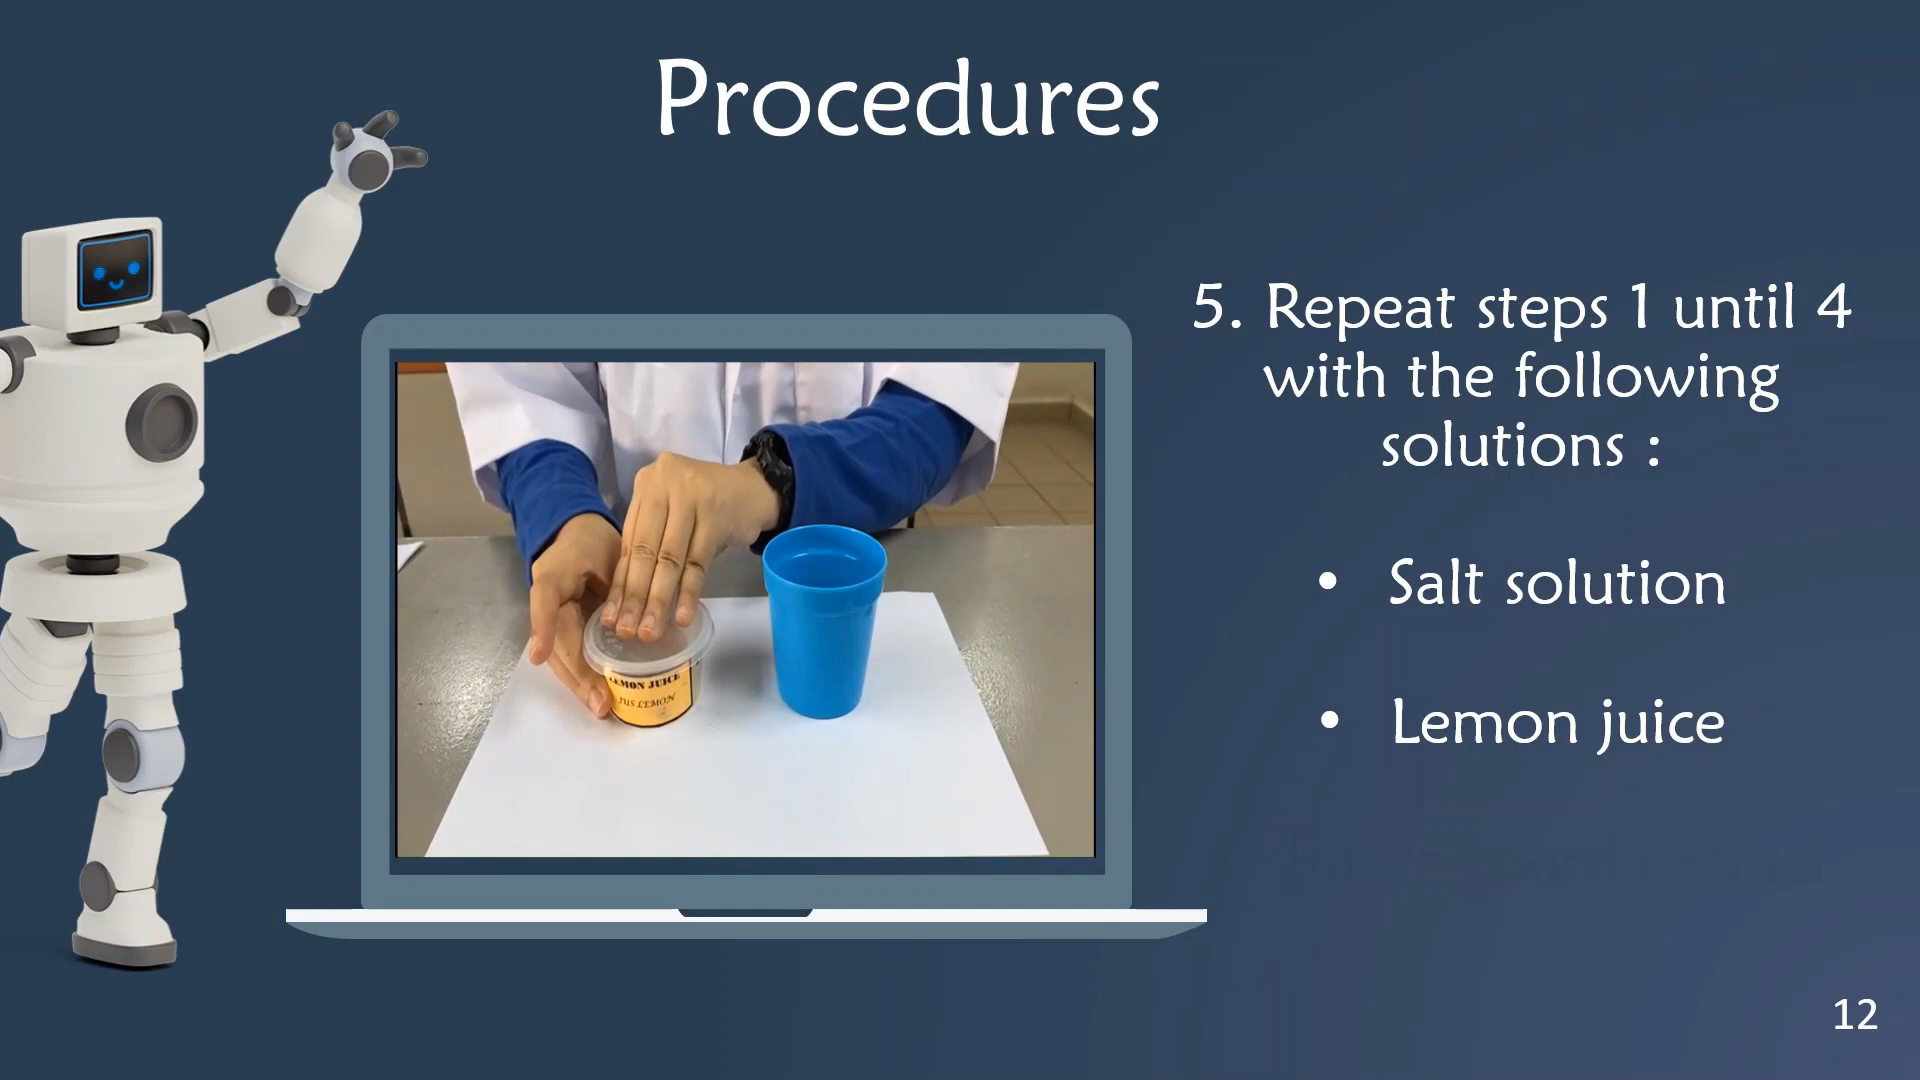 Procedures
5. Repeat steps 1 until 4
with the following
solutions :
• Salt solution
• Lemon juice
LEMON JUICE
JUS LEMON
12